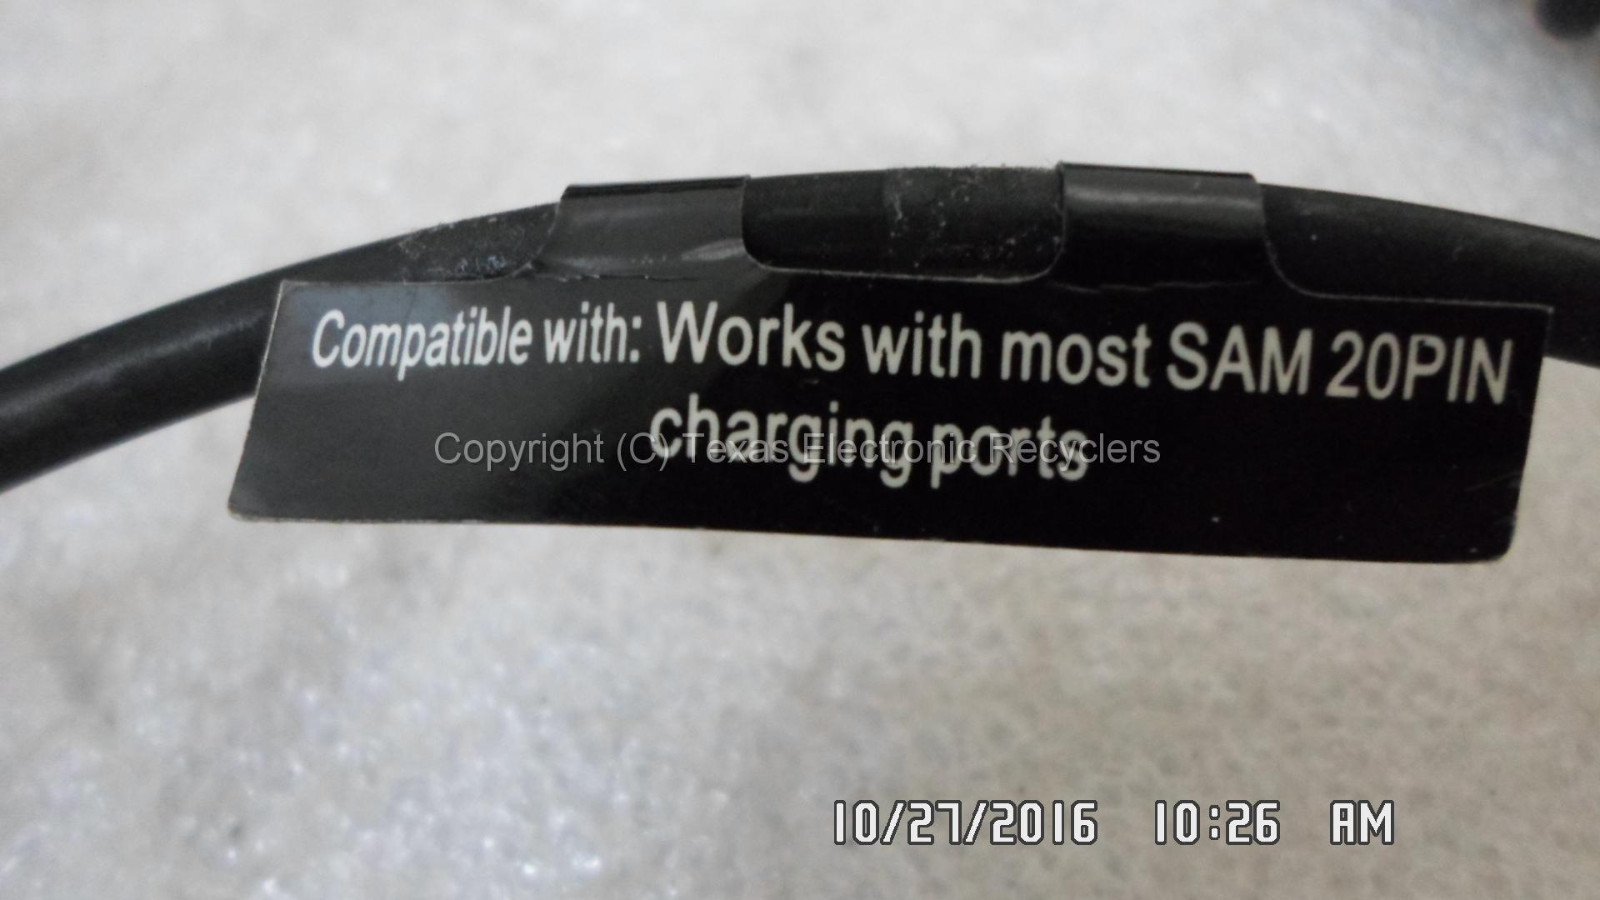 Compatible with: Works with most SAM 20PIN
charging ports
Copyright (C) Texas Electronic Recyclers
10/27/2016 10:26 AM